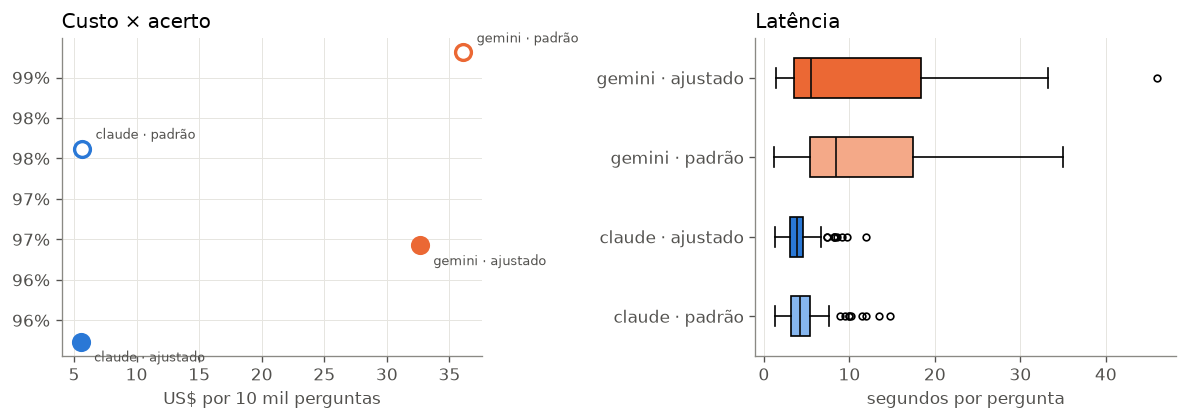 Custo × acerto
gemini · padrão
99%
98%
claude · padrão
98%
97%
97%
gemini · ajustado
96%
96%
claude · ajustado
5 10 15 20 25 30 35
US$ por 10 mil perguntas
Latência
gemini · ajustado
gemini · padrão
claude · ajustado
claude · padrão
0 10 20 30 40
segundos por pergunta